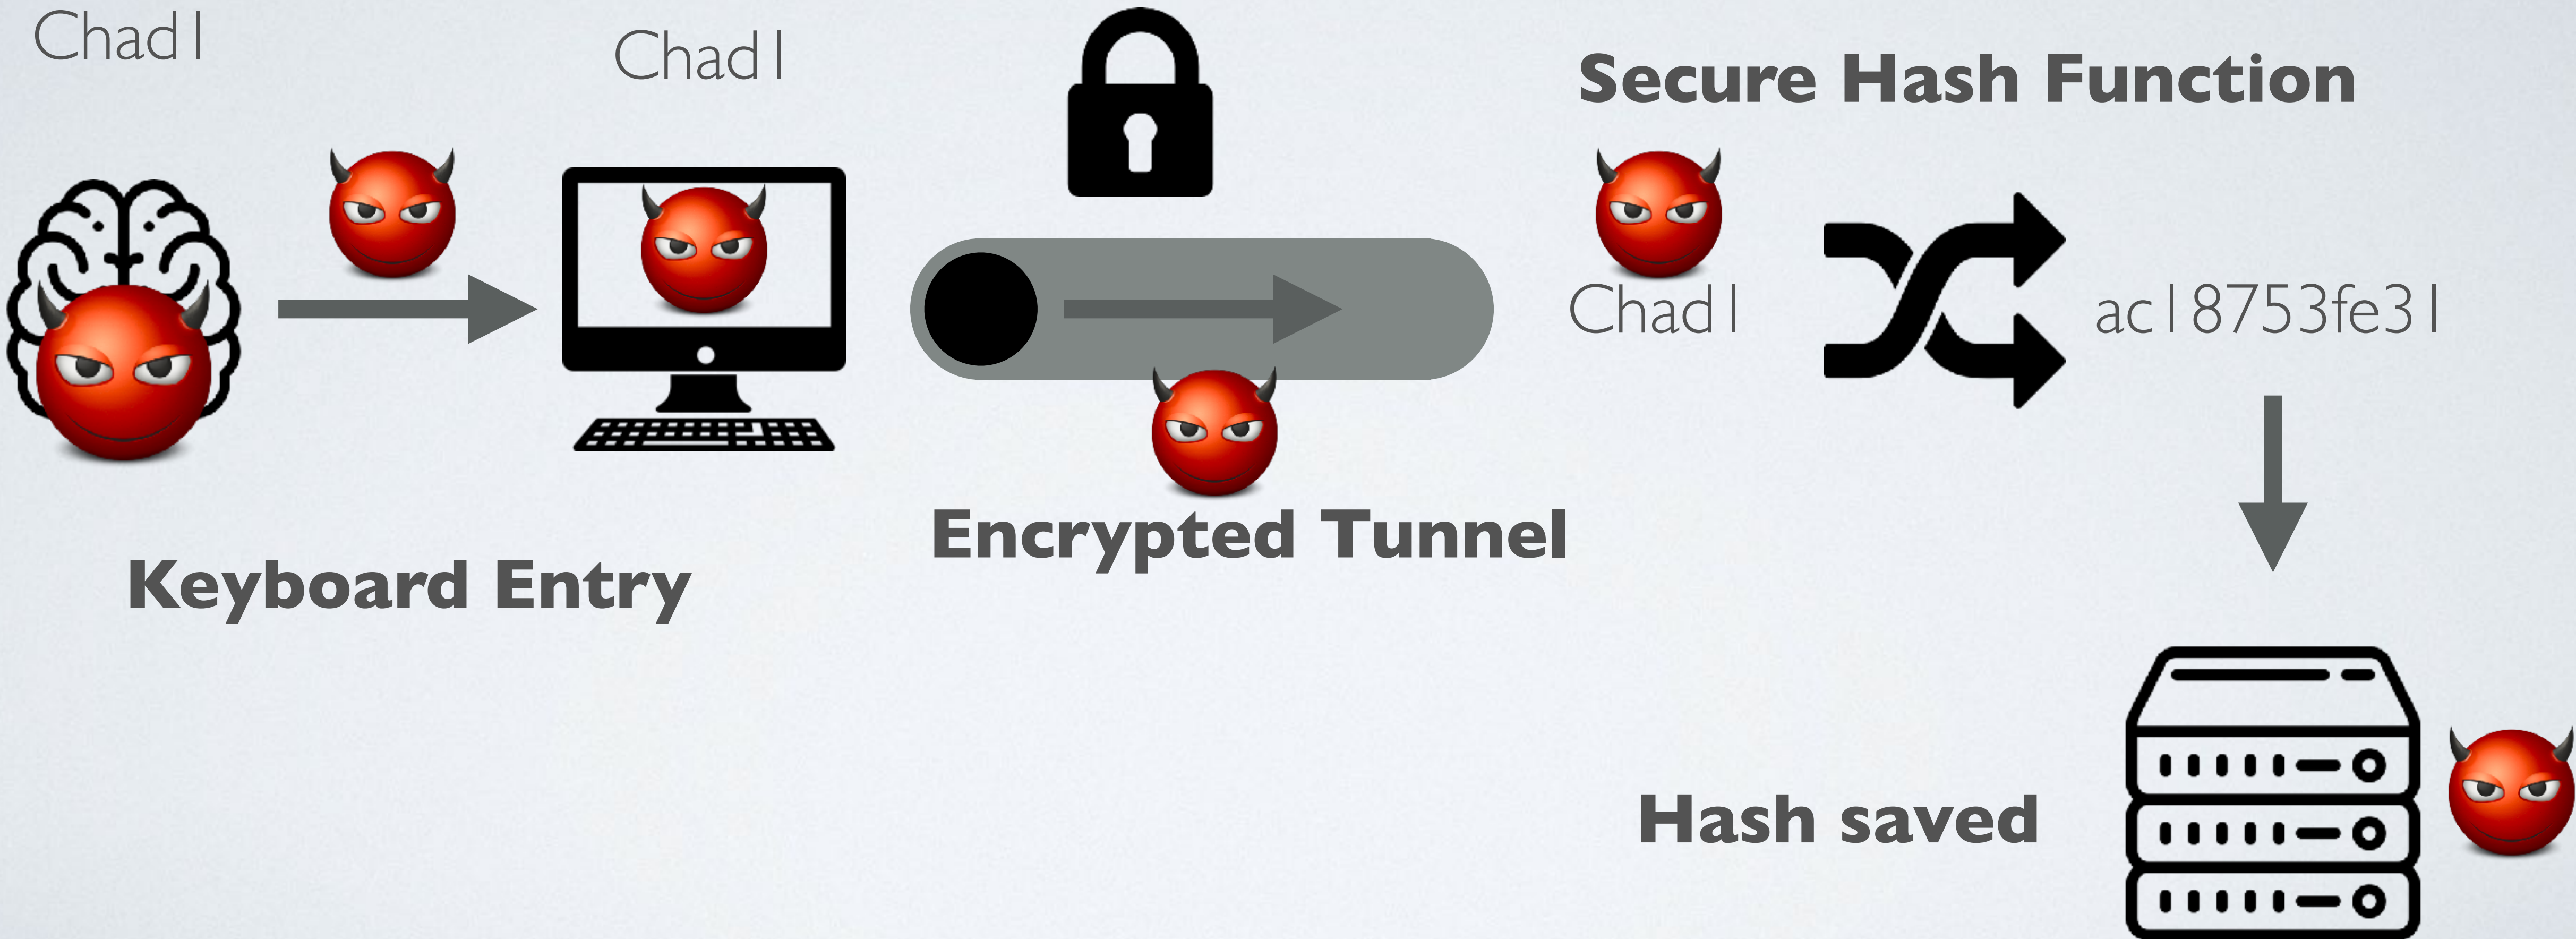 Chad1
Chad1
Secure Hash Function
Chad1
ac18753fe31
Encrypted Tunnel
Keyboard Entry
Hash saved